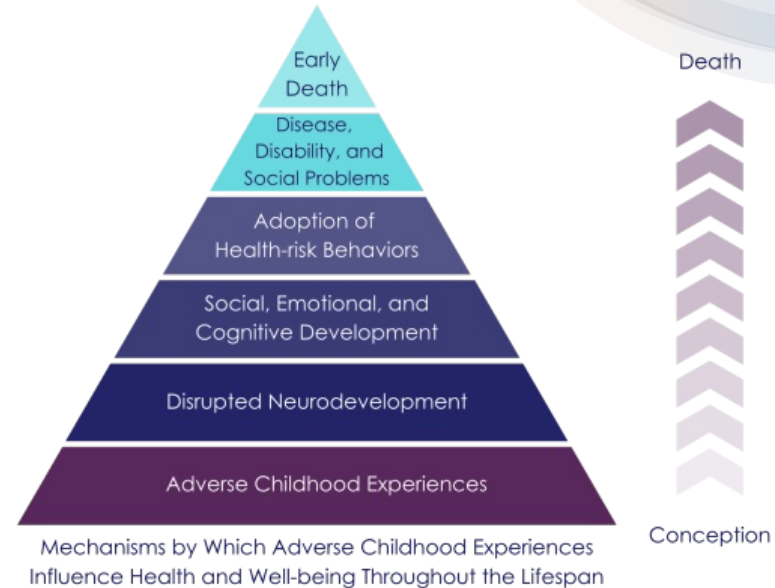 Early
Death
Disease,
Disability, and
Social Problems
Adoption of
Health-risk Behaviors
Social, Emotional, and
Cognitive Development
Disrupted Neurodevelopment
Adverse Childhood Experiences
Mechanisms by Which Adverse Childhood Experiences
Influence Health and Well-being Throughout the Lifespan
Death
Conception